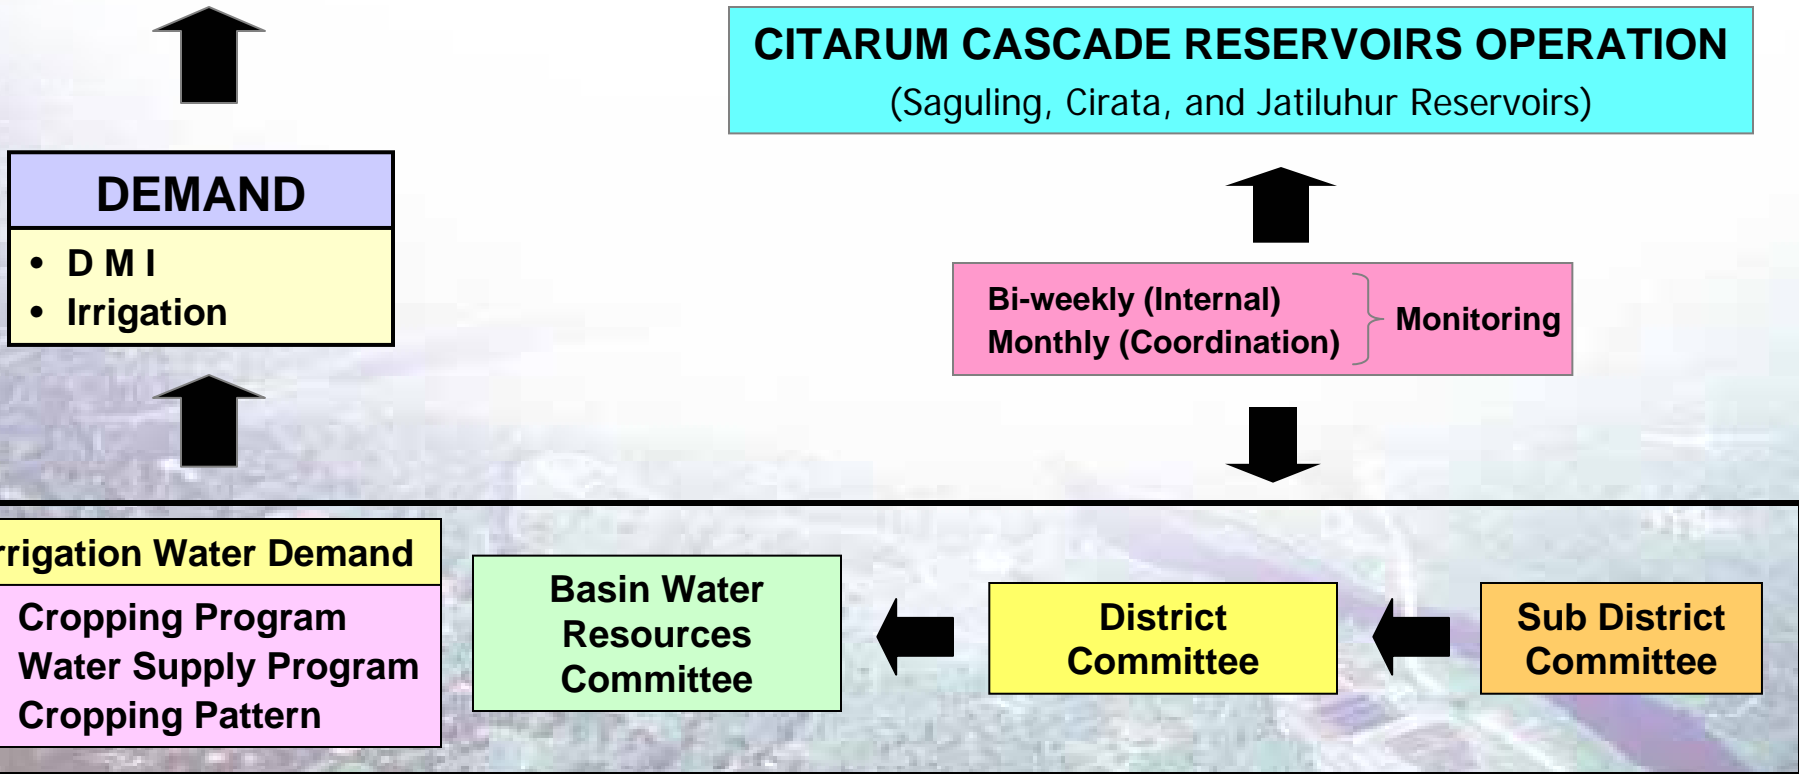 CITARUM CASCADE RESERVOIRS OPERATION
(Saguling, Cirata, and Jatiluhur Reservoirs)
DEMAND
• D M I
• Irrigation
Bi-weekly (Internal)
Monthly (Coordination)
Monitoring
rrigation Water Demand
Cropping Program
Water Supply Program
Cropping Pattern
Basin Water
Resources
Committee
District
Committee
Sub District
Committee